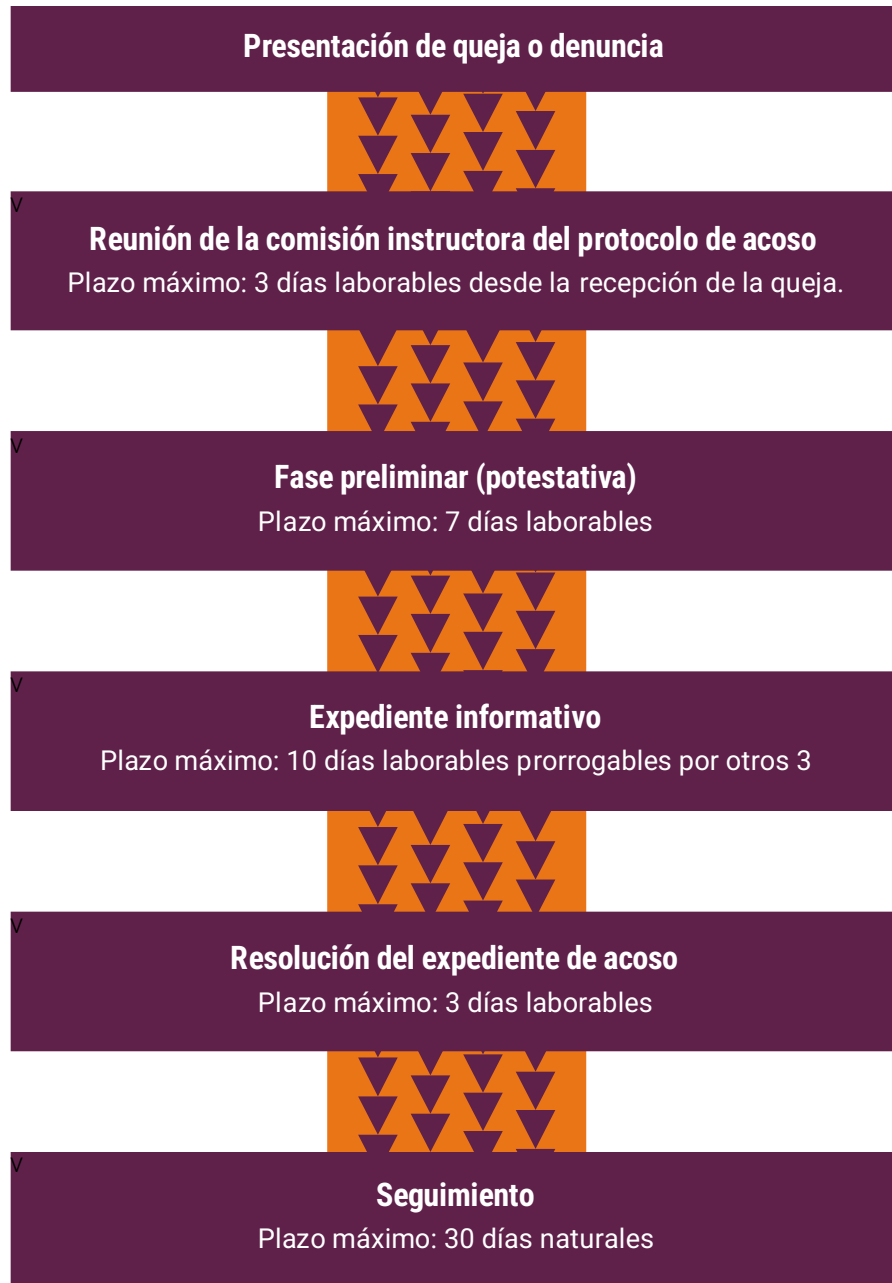 Presentación de queja o denuncia
V
Reunión de la comisión instructora del protocolo de acoso
Plazo máximo: 3 días laborables desde la recepción de la queja.
V
Fase preliminar (potestativa)
Plazo máximo: 7 días laborables
V
Expediente informativo
Plazo máximo: 10 días laborables prorrogables por otros 3
V
Resolución del expediente de acoso
Plazo máximo: 3 días laborables
V
Seguimiento
Plazo máximo: 30 días naturales